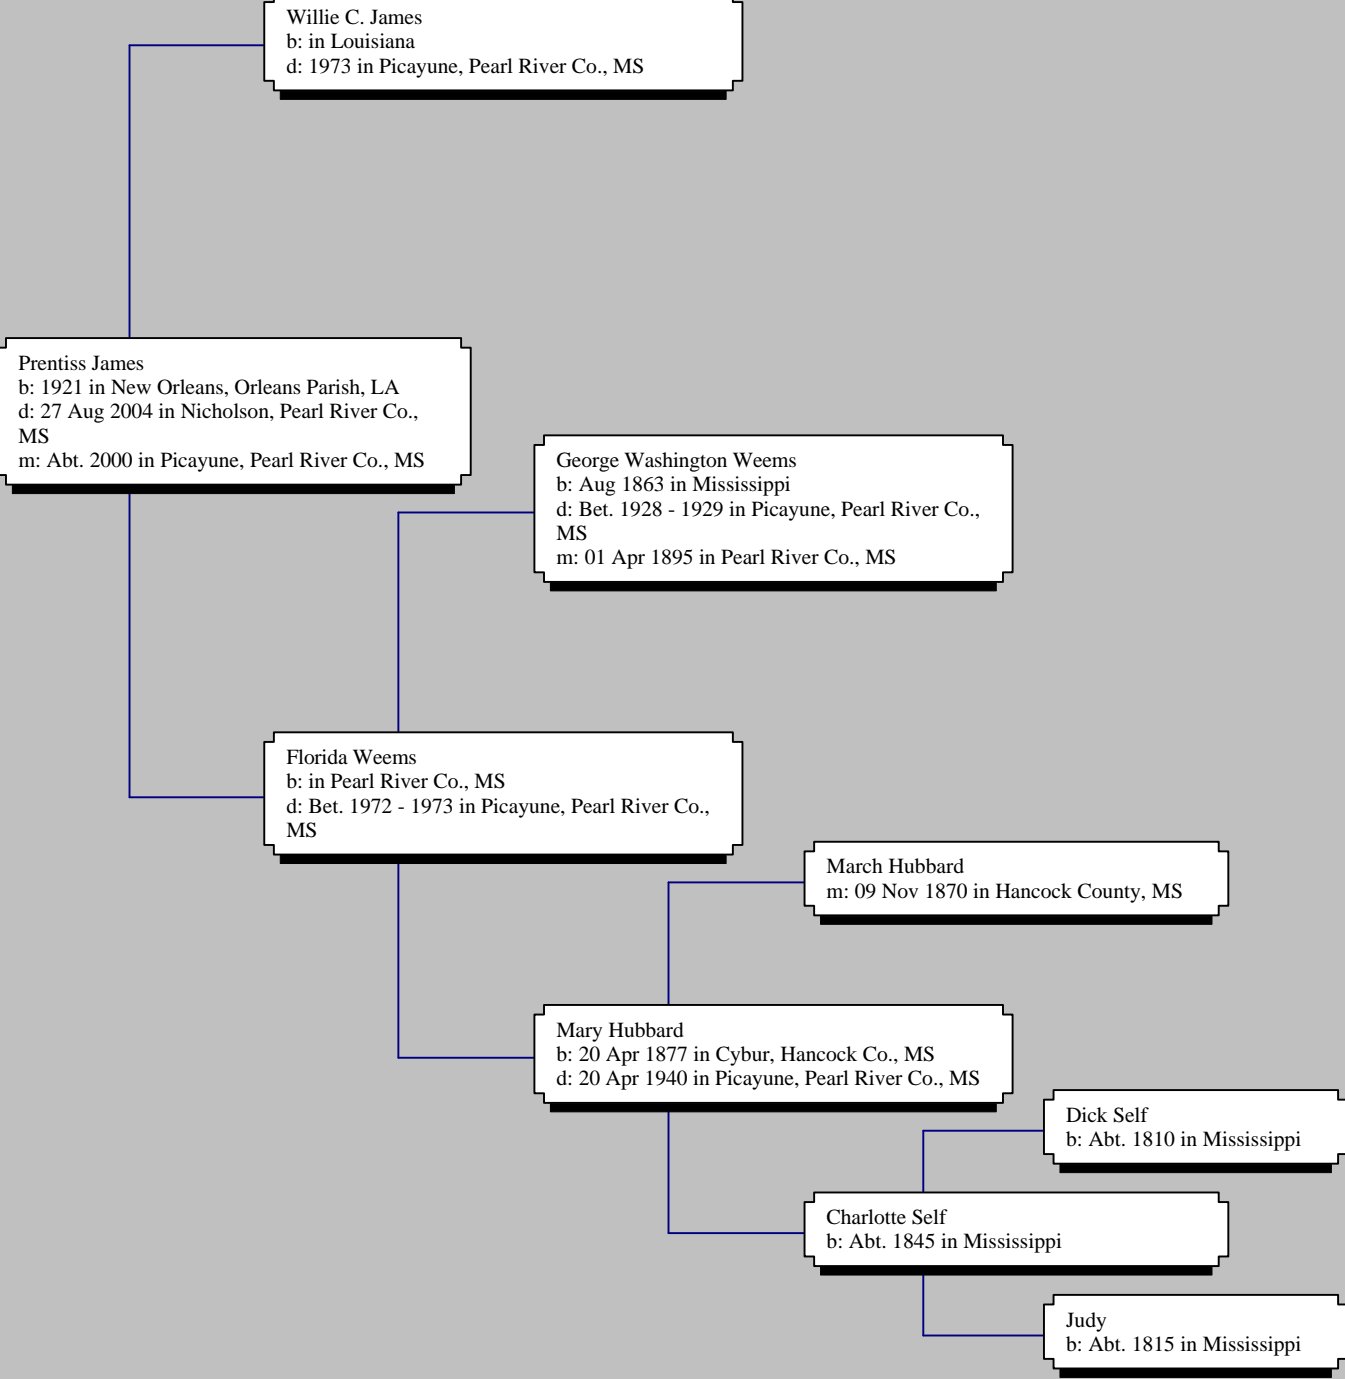 Willie C. James
b: in Louisiana
d: 1973 in Picayune, Pearl River Co., MS
Prentiss James
b: 1921 in New Orleans, Orleans Parish, LA
d: 27 Aug 2004 in Nicholson, Pearl River Co.,
MS
m: Abt. 2000 in Picayune, Pearl River Co., MS
George Washington Weems
b: Aug 1863 in Mississippi
d: Bet. 1928 - 1929 in Picayune, Pearl River Co.,
MS
m: 01 Apr 1895 in Pearl River Co., MS
Florida Weems
b: in Pearl River Co., MS
d: Bet. 1972 - 1973 in Picayune, Pearl River Co.,
MS
March Hubbard
m: 09 Nov 1870 in Hancock County, MS
Mary Hubbard
b: 20 Apr 1877 in Cybur, Hancock Co., MS
d: 20 Apr 1940 in Picayune, Pearl River Co., MS
Dick Self
b: Abt. 1810 in Mississippi
Charlotte Self
b: Abt. 1845 in Mississippi
Judy
b: Abt. 1815 in Mississippi